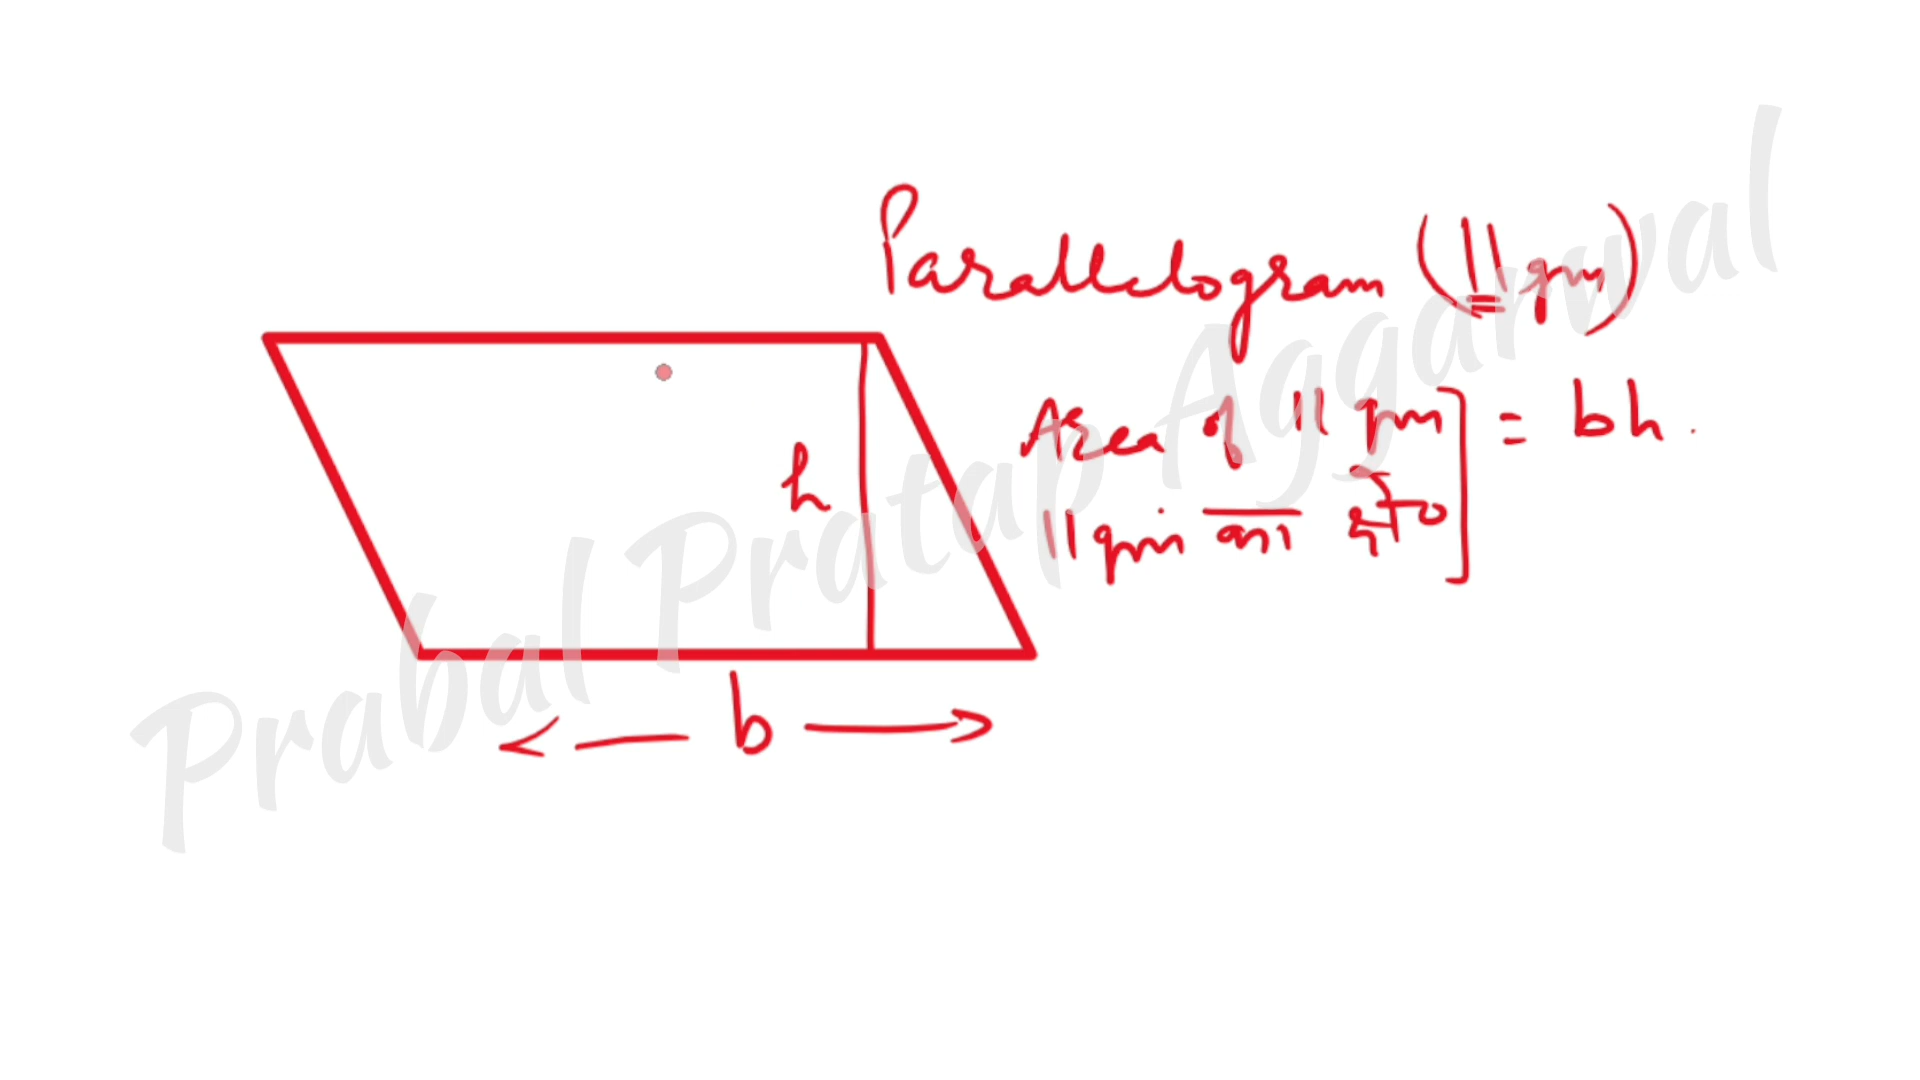 Parallelogram (||gm)
Area of || gm ] = bh.
||gm का क्षे०
h
b
Prabal Pratap Aggarwal